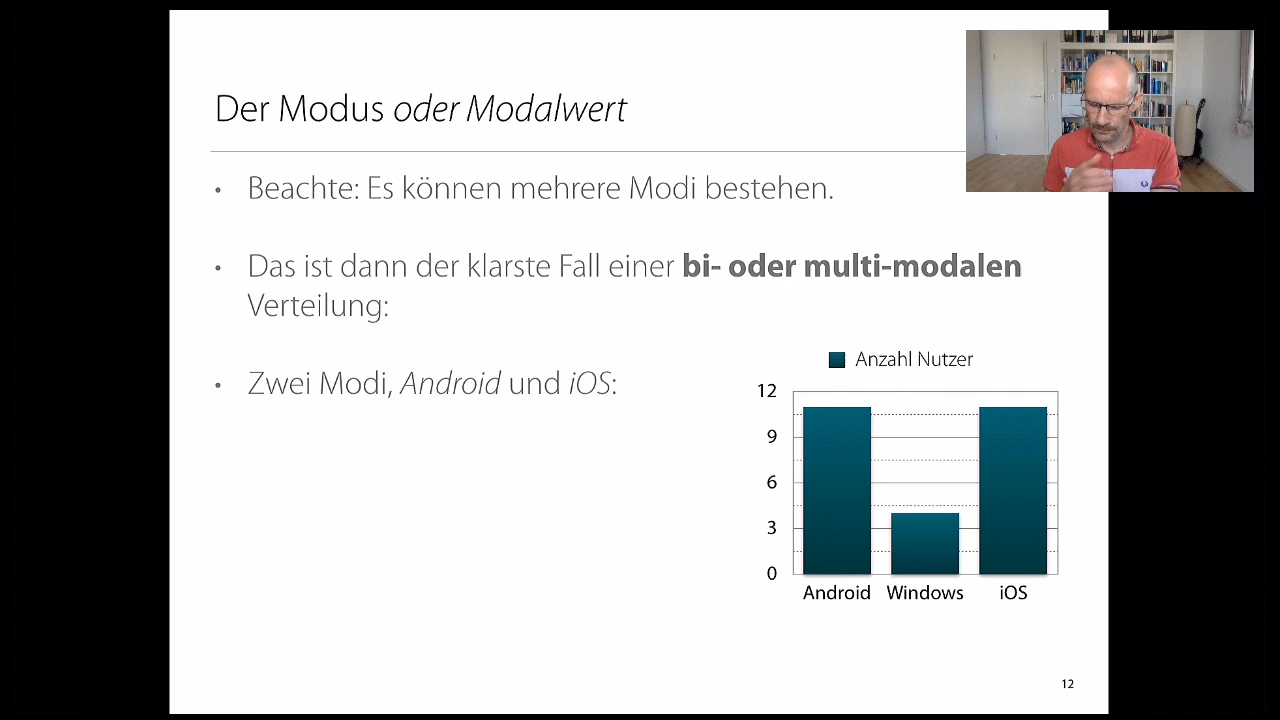 Der Modus oder Modalwert
• Beachte: Es können mehrere Modi bestehen.
• Das ist dann der klarste Fall einer bi- oder multi-modalen
Verteilung:
• Zwei Modi, Android und iOS:
Anzahl Nutzer
12
9
6
3
0
Android Windows iOS
12